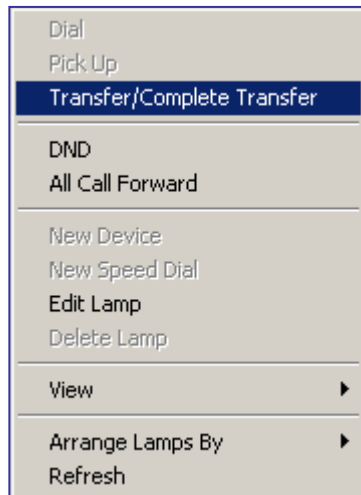 Dial
Pick Up
Transfer/Complete Transfer
DND
All Call Forward
New Device
New Speed Dial
Edit Lamp
Delete Lamp
View
Arrange Lamps By
Refresh